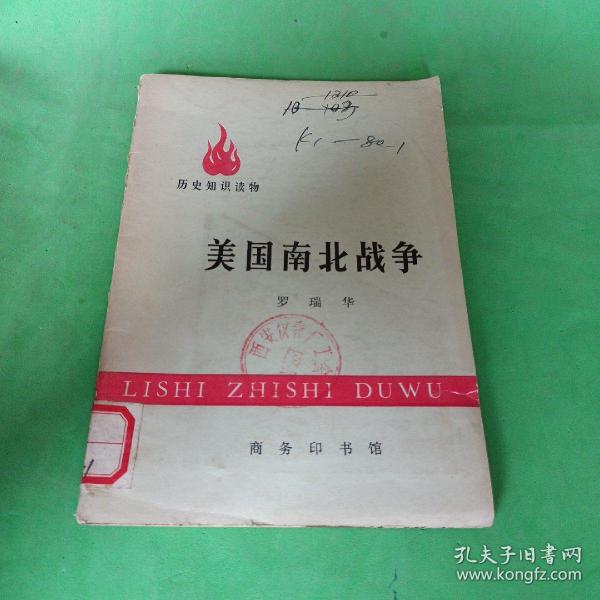 K1-80-1
历史知识读物
美国南北战争
罗瑞华
LISHI ZHISHI DUWU
商务印书馆
孔夫子旧书网
www.kongfz.com